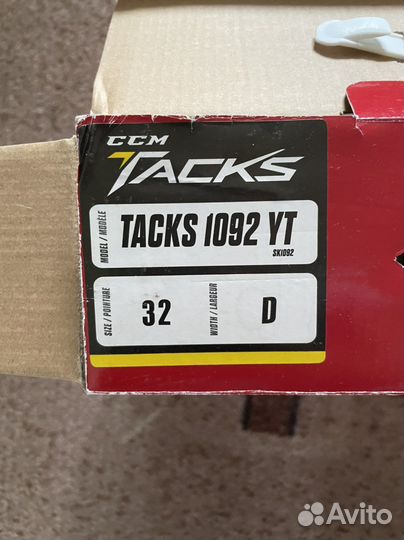 CCM
TACKS
MODEL / MODÈLE
TACKS 1092 YT
SK1092
SIZE / POINTURE
32
WIDTH / LARGEUR
D
Avito